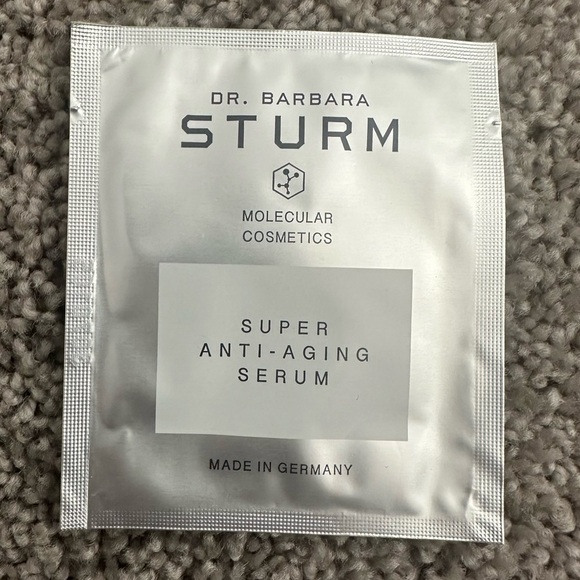 DR. BARBARA
STURM
MOLECULAR
COSMETICS
SUPER
ANTI-AGING
SERUM
MADE IN GERMANY